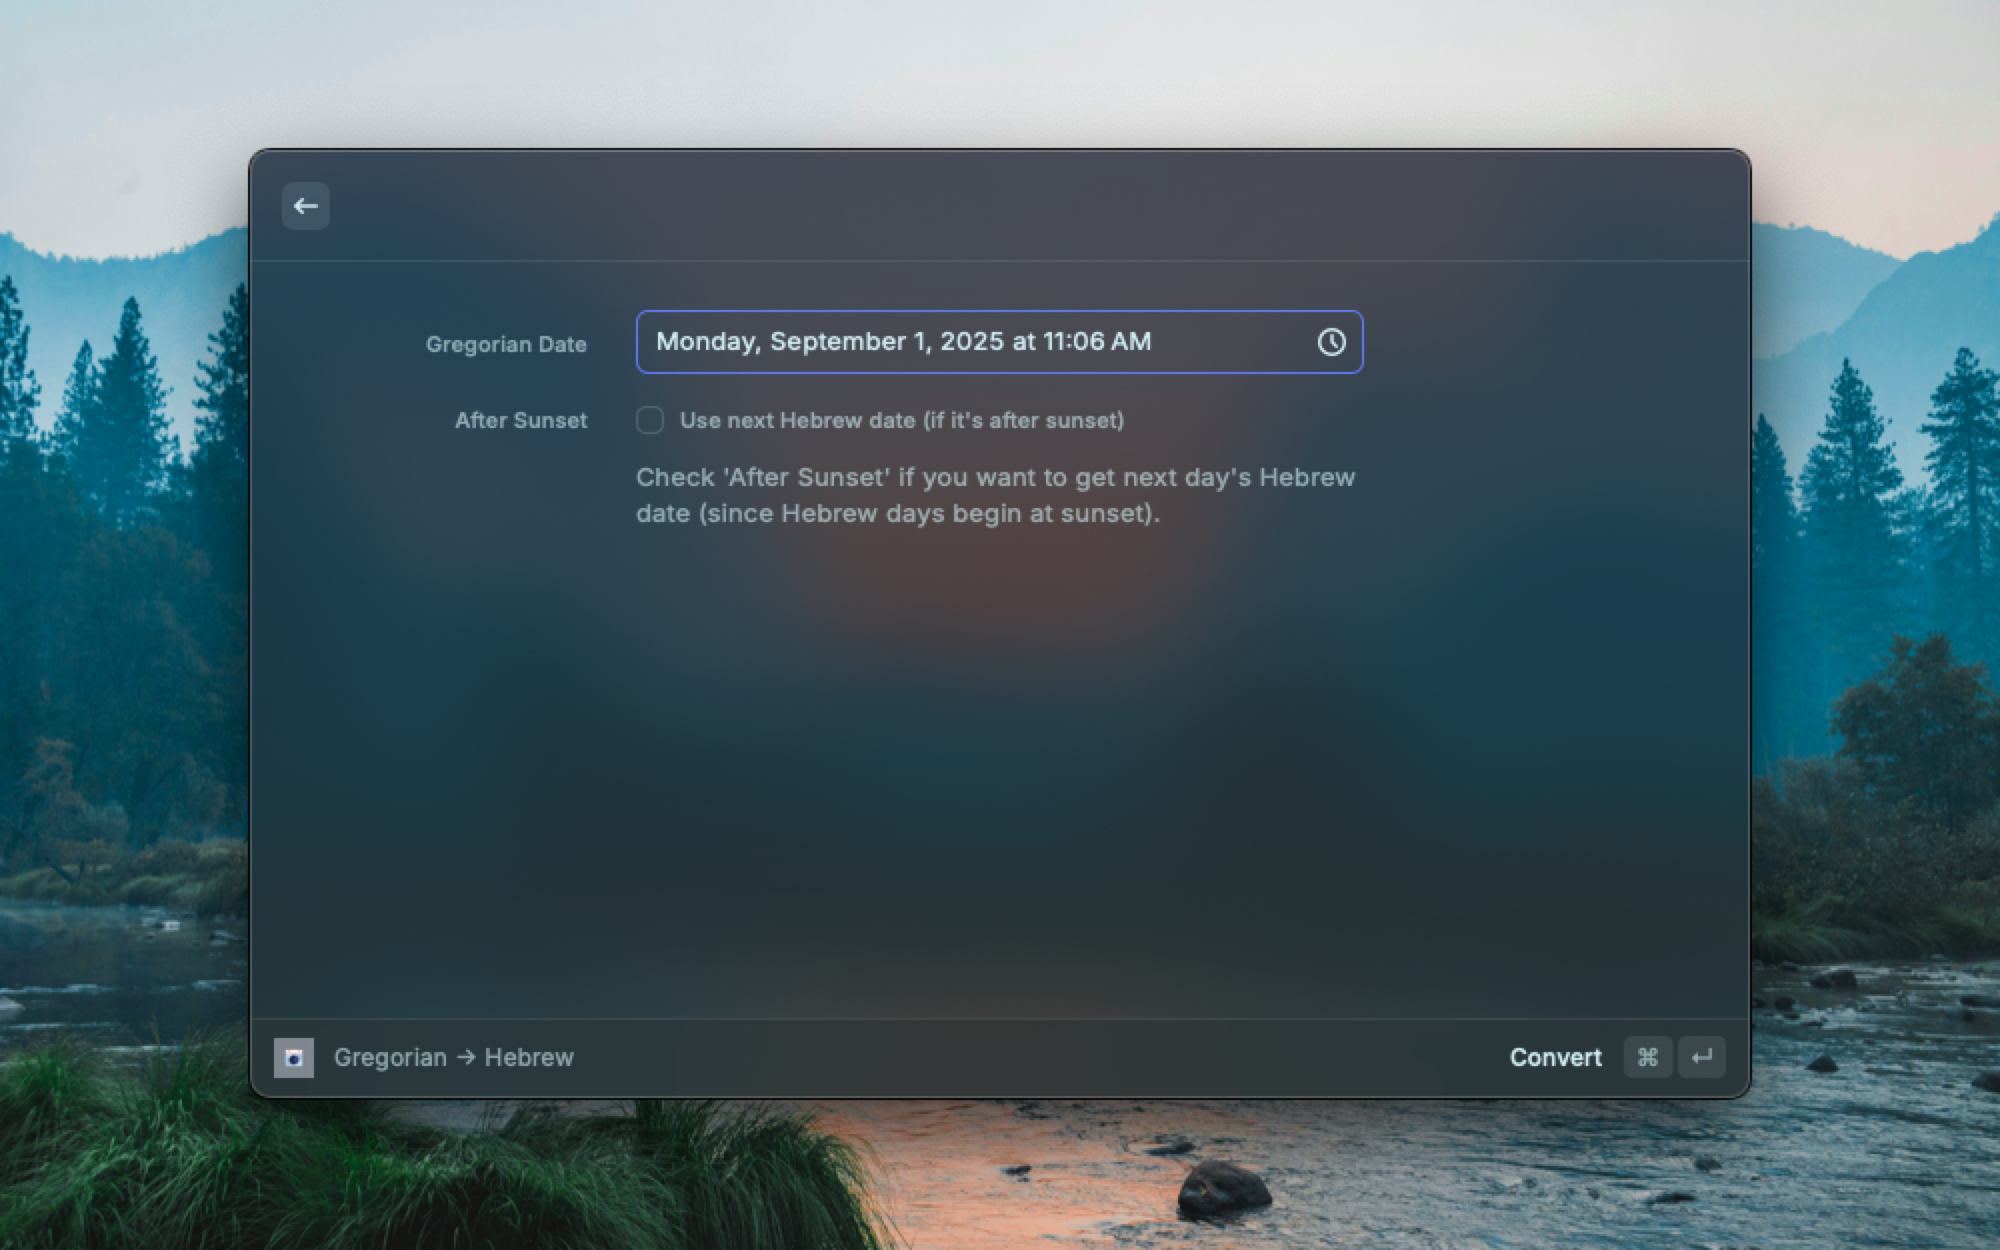 Gregorian Date
Monday, September 1, 2025 at 11:06 AM
After Sunset
Use next Hebrew date (if it's after sunset)
Check 'After Sunset' if you want to get next day's Hebrew
date (since Hebrew days begin at sunset).
Gregorian → Hebrew
Convert ⌘ ↵